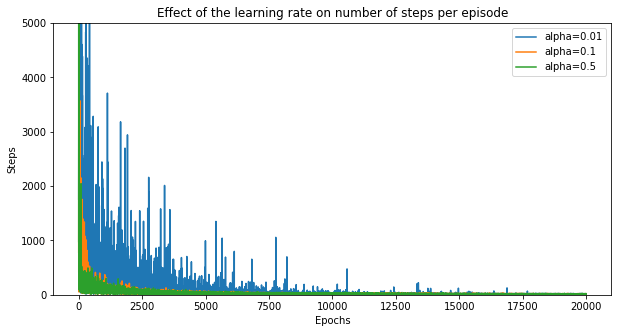 Effect of the learning rate on number of steps per episode
alpha=0.01
alpha=0.1
alpha=0.5
5000
4000
3000
2000
1000
0
Steps
0 2500 5000 7500 10000 12500 15000 17500 20000
Epochs